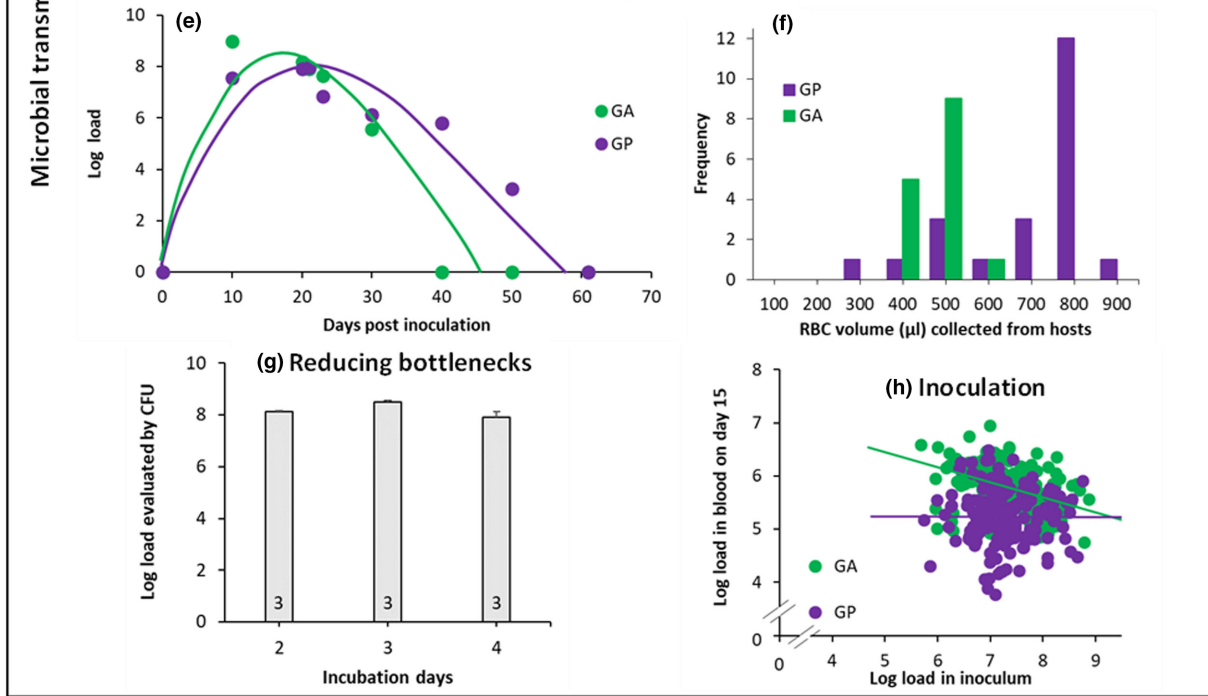 Microbial transm
(e)
Log load
10
8
6
4
2
0
0 10 20 30 40 50 60 70
Days post inoculation
GA
GP
(f)
Frequency
12
10
8
6
4
2
0
100 200 300 400 500 600 700 800 900
RBC volume (µl) collected from hosts
GP
GA
(g) Reducing bottlenecks
Log load evaluated by CFU
10
8
6
4
2
0
3 3 3
2 3 4
Incubation days
(h) Inoculation
Log load in blood on day 15
8
7
6
5
4
0
GA
GP
0 4 5 6 7 8 9
Log load in inoculum